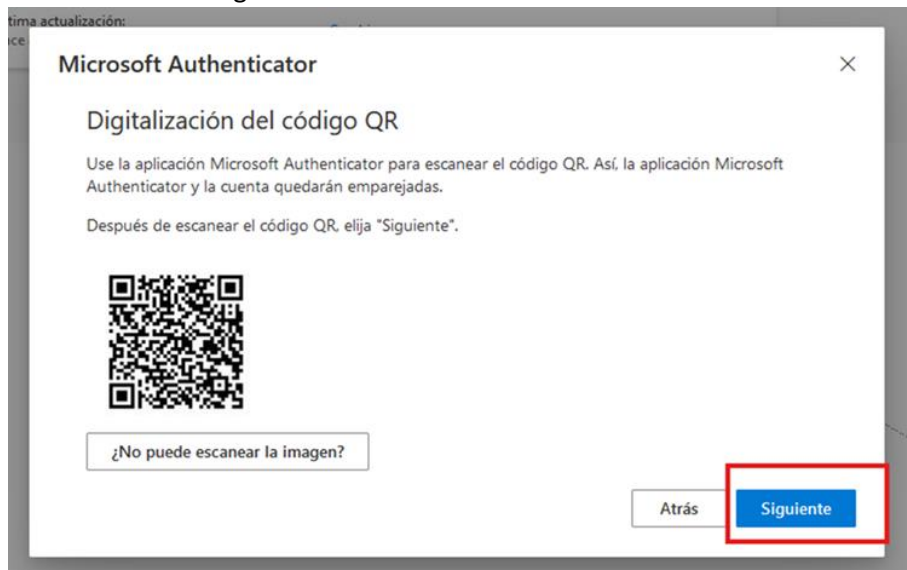 tima actualización:
Microsoft Authenticator
Digitalización del código QR
Use la aplicación Microsoft Authenticator para escanear el código QR. Así, la aplicación Microsoft
Authenticator y la cuenta quedarán emparejadas.
Después de escanear el código QR, elija "Siguiente".
¿No puede escanear la imagen?
Atrás
Siguiente